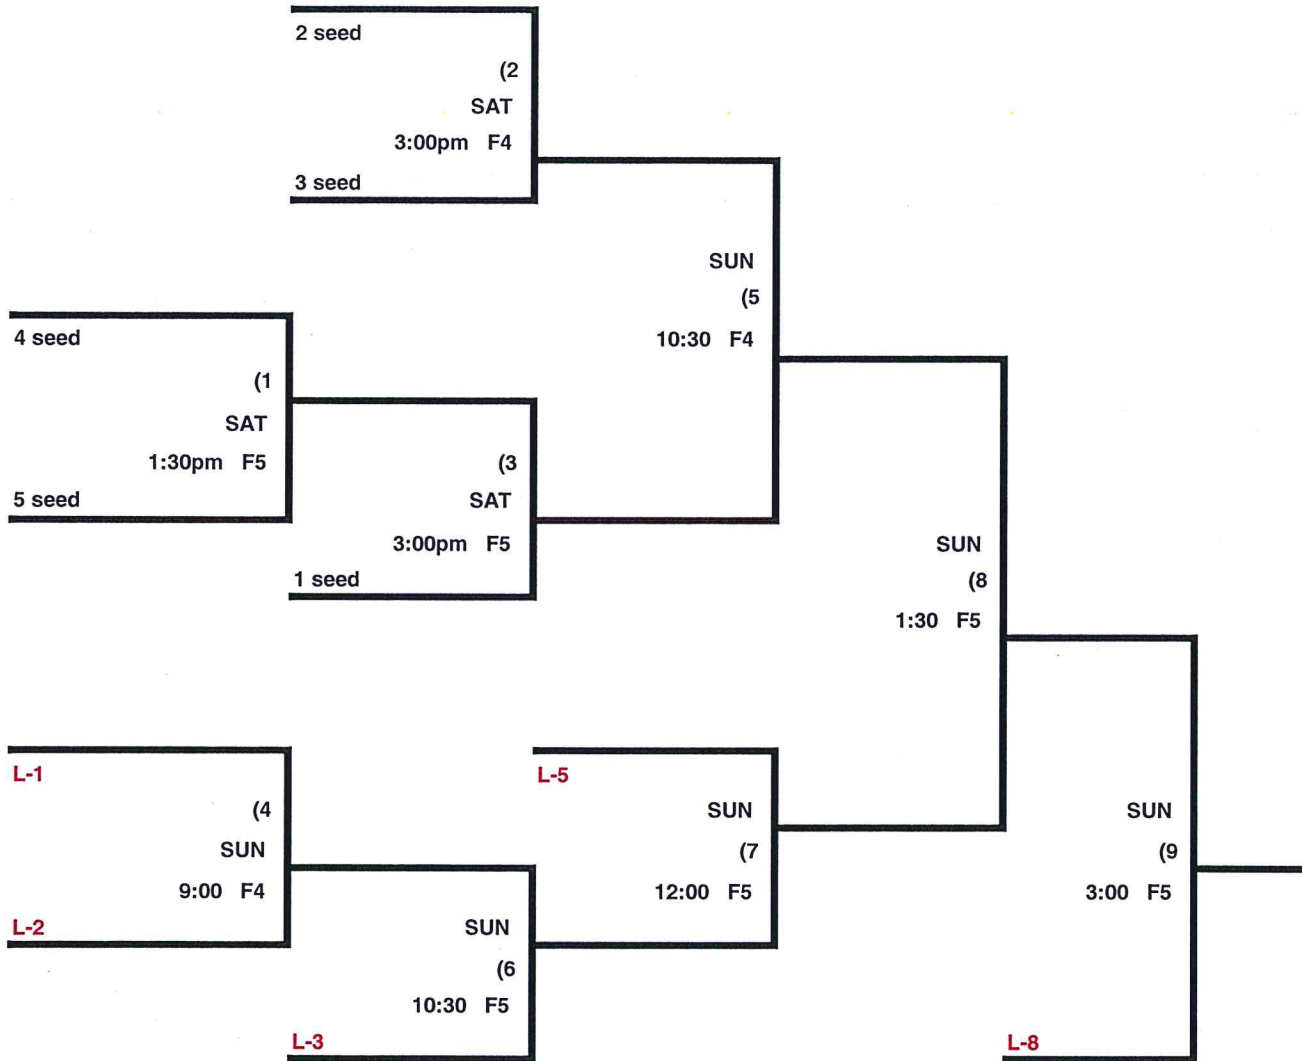 2 seed
(2
SAT
3:00pm F4
3 seed
SUN
(5
10:30 F4
4 seed
(1
SAT
1:30pm F5
5 seed
(3
SAT
3:00pm F5
1 seed
SUN
(8
1:30 F5
L-1
(4
SUN
9:00 F4
L-2
L-5
SUN
(7
12:00 F5
SUN
(6
10:30 F5
L-3
SUN
(9
3:00 F5
L-8